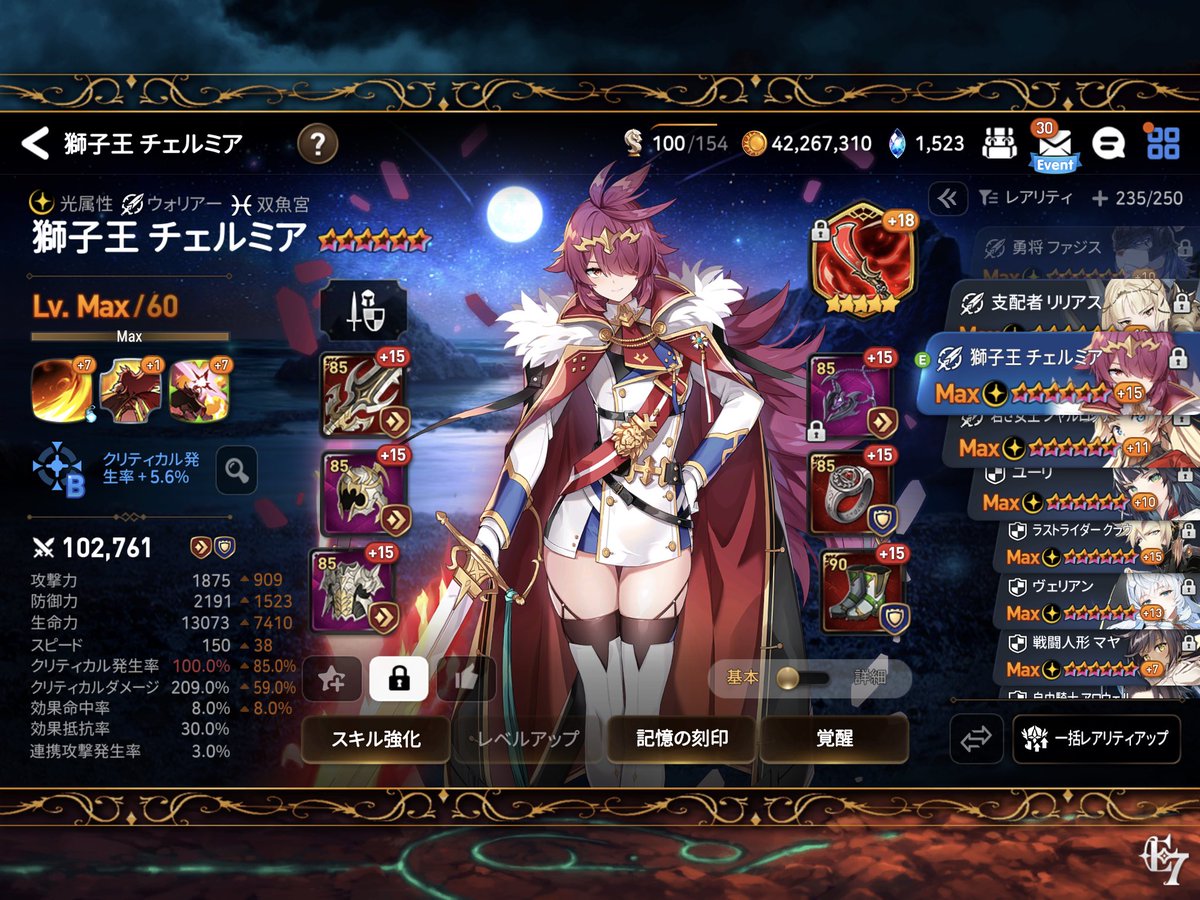 獅子王 チェルミア
?
100/154
42,267,310
1,523
30
Event
光属性 ウォリアー 双魚宮
獅子王 チェルミア
Lv. Max/60
Max
+7
+1
+7
B
クリティカル発
生率+5.6%
102,761
攻撃力 1875 909
防御力 2191 1523
生命力 13073 7410
スピード 150 38
クリティカル発生率 100.0% 85.0%
クリティカルダメージ 209.0% 59.0%
効果命中率 8.0% 8.0%
効果抵抗率 30.0%
連携攻撃発生率 3.0%
85 +15
85 +15
85 +15
+18
85 +15
85 +15
90 +15
基本 詳細
スキル強化
レベルアップ
記憶の刻印
覚醒
レアリティ
+ 235/250
勇将 ファジス
Max
支配者 リリアス
E
獅子王 チェルミア
Max +15
Max +11
ユーリ
Max +10
ラストライダー クラウ
Max +15
ヴェリアン
Max +13
戦闘人形 マヤ
Max +7
一括レアリティアップ
E7